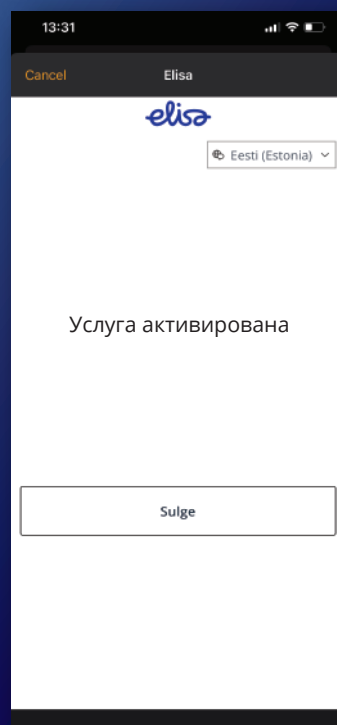 13:31
Cancel Elisa
elisa
Eesti (Estonia)
Услуга активирована
Sulge